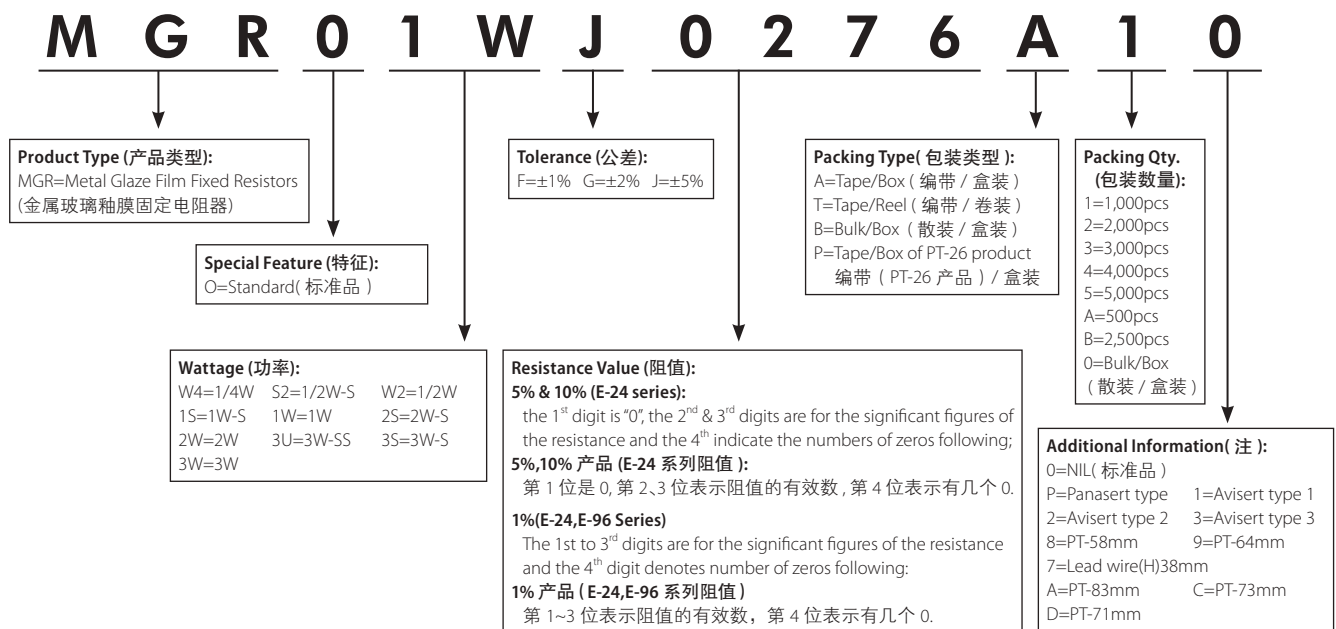 M G R 0 1 W J 0 2 7 6 A 1 0
Product Type (产品类型):
MGR=Metal Glaze Film Fixed Resistors
(金属玻璃釉膜固定电阻器)
Special Feature (特征):
O=Standard( 标准品 )
Wattage (功率):
W4=1/4W S2=1/2W-S W2=1/2W
1S=1W-S 1W=1W 2S=2W-S
2W=2W 3U=3W-SS 3S=3W-S
3W=3W
Tolerance (公差):
F=±1% G=±2% J=±5%
Resistance Value (阻值):
5% & 10% (E-24 series):
the 1st digit is “0”, the 2nd & 3rd digits are for the significant figures of
the resistance and the 4th indicate the numbers of zeros following;
5%,10% 产品 (E-24 系列阻值 ):
第 1 位是 0, 第 2、3 位表示阻值的有效数 , 第 4 位表示有几个 0.
1%(E-24,E-96 Series)
The 1st to 3rd digits are for the significant figures of the resistance
and the 4th digit denotes number of zeros following:
1% 产品 ( E-24,E-96 系列阻值 )
第 1~3 位表示阻值的有效数，第 4 位表示有几个 0.
Packing Type( 包装类型 ):
A=Tape/Box ( 编带 / 盒装 )
T=Tape/Reel ( 编带 / 卷装 )
B=Bulk/Box ( 散装 / 盒装 )
P=Tape/Box of PT-26 product
编带 ( PT-26 产品 ) / 盒装
Packing Qty.
(包装数量):
1=1,000pcs
2=2,000pcs
3=3,000pcs
4=4,000pcs
5=5,000pcs
A=500pcs
B=2,500pcs
0=Bulk/Box
( 散装 / 盒装 )
Additional Information( 注 ):
0=NIL( 标准品 )
P=Panasert type 1=Avisert type 1
2=Avisert type 2 3=Avisert type 3
8=PT-58mm 9=PT-64mm
7=Lead wire(H)38mm
A=PT-83mm C=PT-73mm
D=PT-71mm